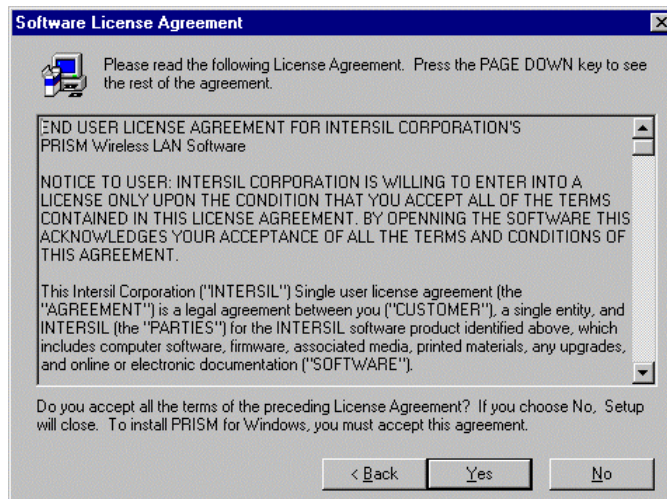 Software License Agreement
Please read the following License Agreement. Press the PAGE DOWN key to see
the rest of the agreement.
END USER LICENSE AGREEMENT FOR INTERSIL CORPORATION'S
PRISM Wireless LAN Software
NOTICE TO USER: INTERSIL CORPORATION IS WILLING TO ENTER INTO A
LICENSE ONLY UPON THE CONDITION THAT YOU ACCEPT ALL OF THE TERMS
CONTAINED IN THIS LICENSE AGREEMENT. BY OPENNING THE SOFTWARE THIS
ACKNOWLEDGES YOUR ACCEPTANCE OF ALL THE TERMS AND CONDITIONS OF
THIS AGREEMENT.
This Intersil Corporation ("INTERSIL") Single user license agreement (the
"AGREEMENT") is a legal agreement between you ("CUSTOMER"), a single entity, and
INTERSIL (the "PARTIES") for the INTERSIL software product identified above, which
includes computer software, firmware, associated media, printed materials, any upgrades,
and online or electronic documentation ("SOFTWARE").
Do you accept all the terms of the preceding License Agreement? If you choose No, Setup
will close. To install PRISM for Windows, you must accept this agreement.
< Back Yes No